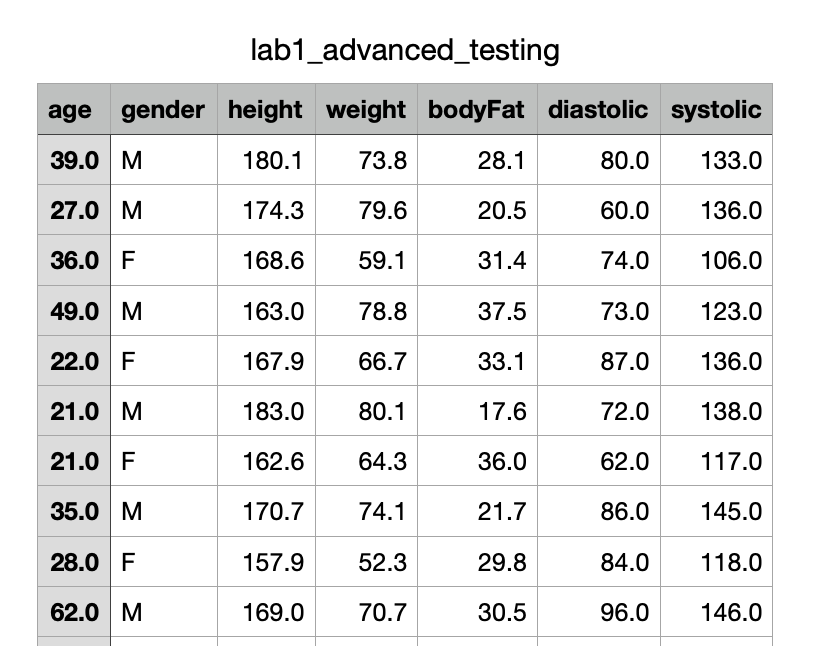 lab1_advanced_testing
age gender height weight bodyFat diastolic systolic
39.0 M 180.1 73.8 28.1 80.0 133.0
27.0 M 174.3 79.6 20.5 60.0 136.0
36.0 F 168.6 59.1 31.4 74.0 106.0
49.0 M 163.0 78.8 37.5 73.0 123.0
22.0 F 167.9 66.7 33.1 87.0 136.0
21.0 M 183.0 80.1 17.6 72.0 138.0
21.0 F 162.6 64.3 36.0 62.0 117.0
35.0 M 170.7 74.1 21.7 86.0 145.0
28.0 F 157.9 52.3 29.8 84.0 118.0
62.0 M 169.0 70.7 30.5 96.0 146.0